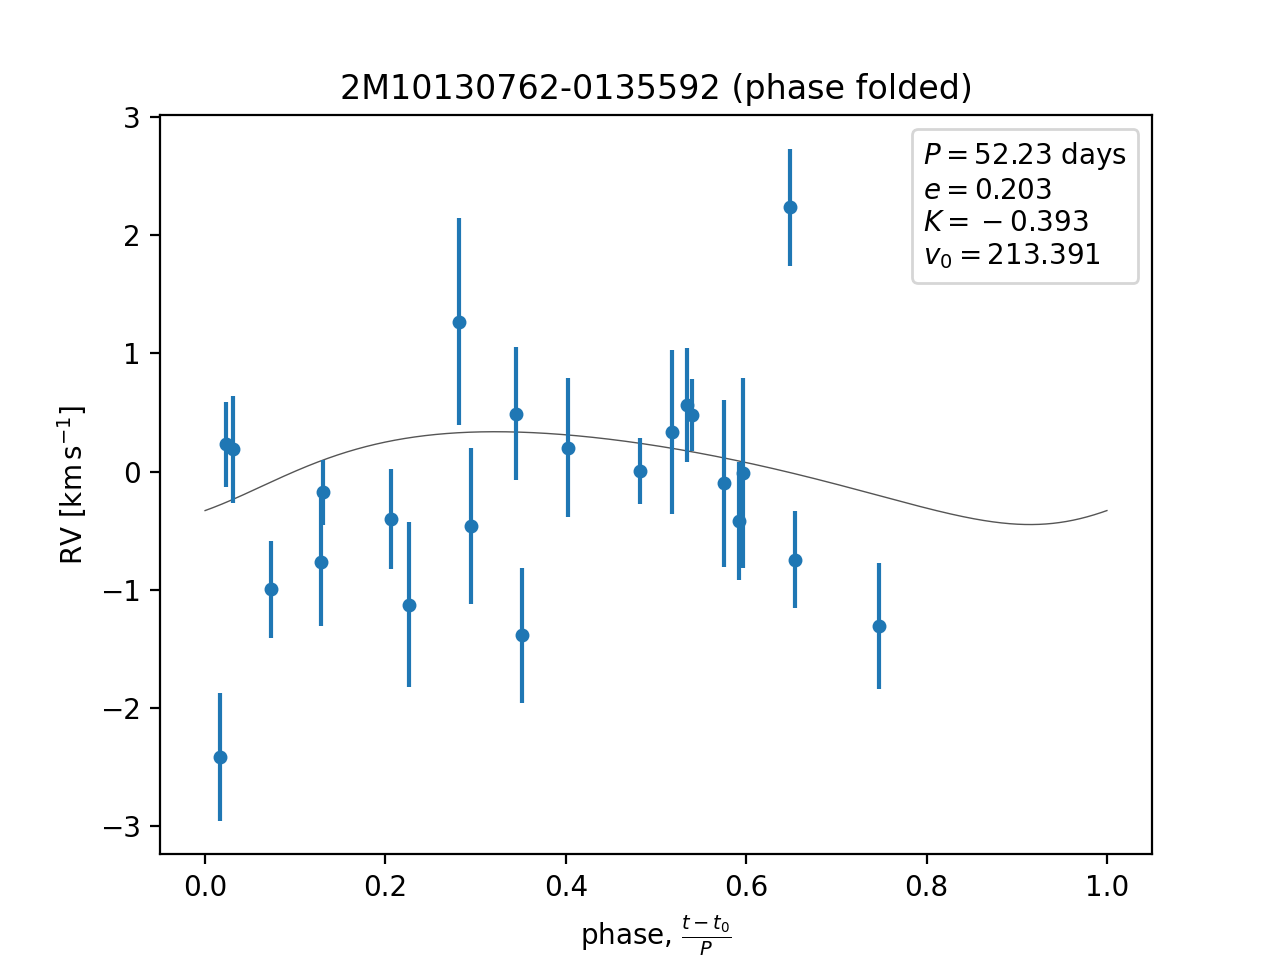 2M10130762-0135592 (phase folded)
P = 52.23 days
e = 0.203
K = −0.393
v₀ = 213.391
3
2
1
0
−1
−2
−3
RV [km s⁻¹]
0.0 0.2 0.4 0.6 0.8 1.0
phase, (t − t₀)/P